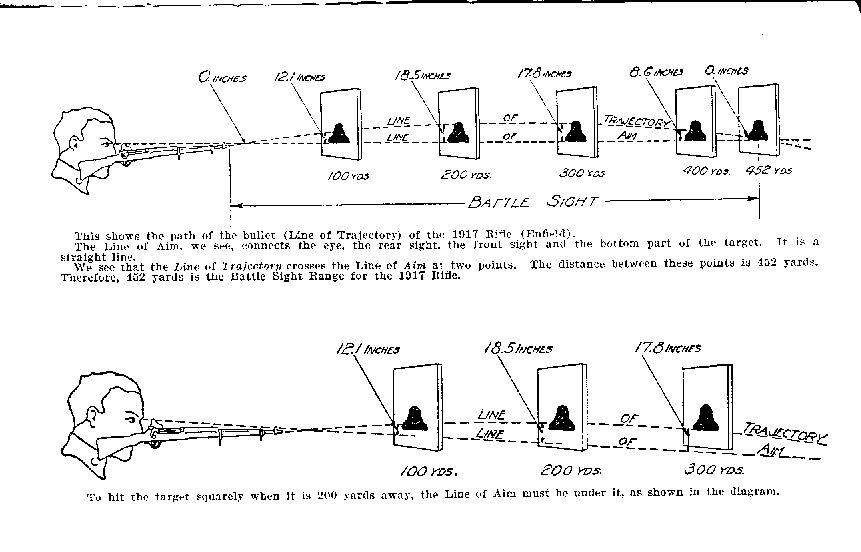 0 INCHES 12.1 INCHES 18.5 INCHES 17.8 INCHES 8.6 INCHES 0 INCHES
LINE OF TRAJECTORY
LINE OF AIM
100 YDS 200 YDS. 300 YDS 400 YDS. 452 YDS
BATTLE SIGHT
This shows the path of the bullet (Line of Trajectory) of the 1917 Rifle (Enfield).
The Line of Aim, we see, connects the eye, the rear sight, the front sight and the bottom part of the target. It is a
straight line.
We see that the Line of Trajectory crosses the Line of Aim at two points. The distance between these points is 452 yards.
Therefore, 452 yards is the Battle Sight Range for the 1917 Rifle.
12.1 INCHES 18.5 INCHES 17.8 INCHES
LINE OF TRAJECTORY
LINE OF AIM
100 YDS. 200 YDS. 300 YDS.
To hit the target squarely when it is 200 yards away, the Line of Aim must be under it, as shown in the diagram.